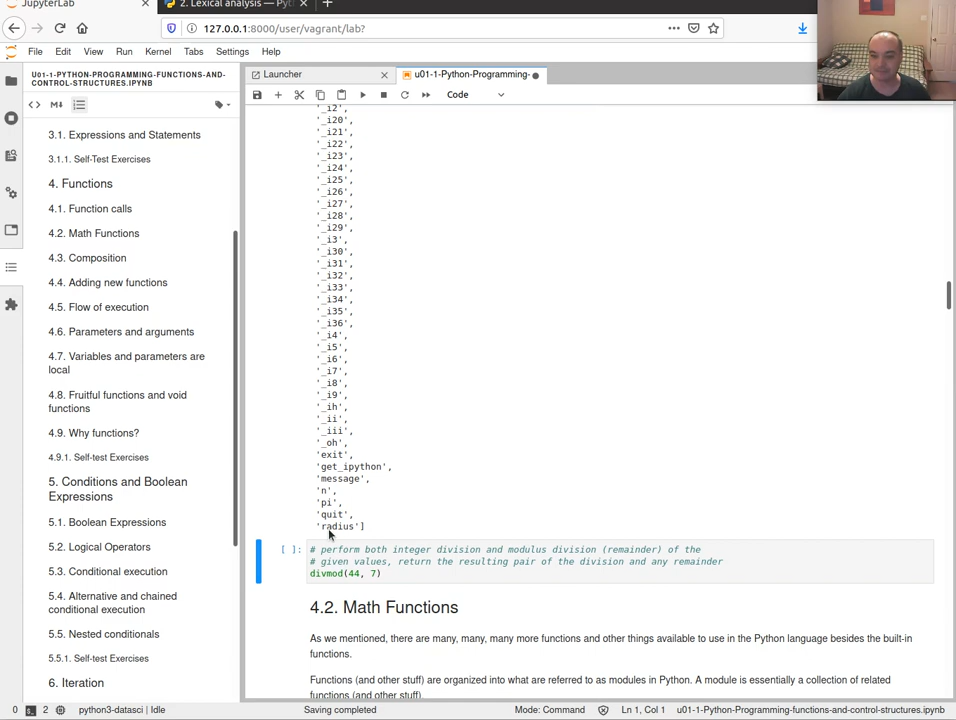 JupyterLab
2. Lexical analysis — Pyt
127.0.0.1:8000/user/vagrant/lab?
File Edit View Run Kernel Tabs Settings Help
U01-1-PYTHON-PROGRAMMING-FUNCTIONS-AND-
CONTROL-STRUCTURES.IPYNB
Launcher
u01-1-Python-Programming-
Code
3.1. Expressions and Statements
3.1.1. Self-Test Exercises
4. Functions
4.1. Function calls
4.2. Math Functions
4.3. Composition
4.4. Adding new functions
4.5. Flow of execution
4.6. Parameters and arguments
4.7. Variables and parameters are
local
4.8. Fruitful functions and void
functions
4.9. Why functions?
4.9.1. Self-test Exercises
5. Conditions and Boolean
Expressions
5.1. Boolean Expressions
5.2. Logical Operators
5.3. Conditional execution
5.4. Alternative and chained
conditional execution
5.5. Nested conditionals
5.5.1. Self-test Exercises
6. Iteration
'_i2',
'_i20',
'_i21',
'_i22',
'_i23',
'_i24',
'_i25',
'_i26',
'_i27',
'_i28',
'_i29',
'_i3',
'_i30',
'_i31',
'_i32',
'_i33',
'_i34',
'_i35',
'_i36',
'_i4',
'_i5',
'_i6',
'_i7',
'_i8',
'_i9',
'_ih',
'_ii',
'_iii',
'_oh',
'exit',
'get_ipython',
'message',
'n',
'pi',
'quit',
'radius']
[ ]: # perform both integer division and modulus division (remainder) of the
# given values, return the resulting pair of the division and any remainder
divmod(44, 7)
4.2. Math Functions
As we mentioned, there are many, many, many more functions and other things available to use in the Python language besides the built-in
functions.
Functions (and other stuff) are organized into what are referred to as modules in Python. A module is essentially a collection of related
functions (and other stuff).
0 2 python3-datasci | Idle Saving completed Mode: Command Ln 1, Col 1 u01-1-Python-Programming-functions-and-control-structures.ipynb